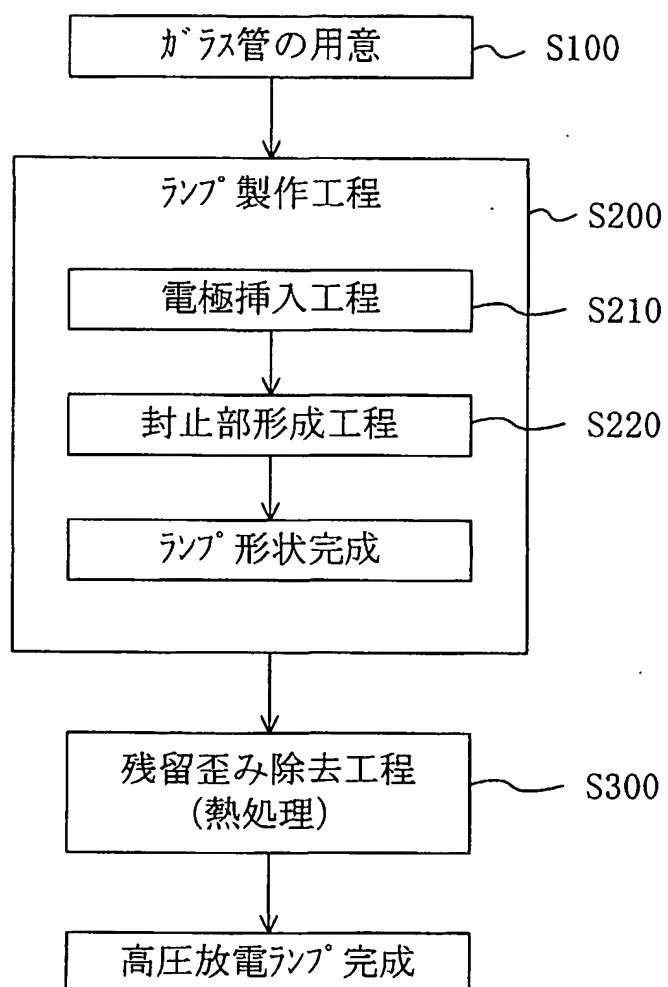 ｶﾞﾗｽ管の用意 S100
ﾗﾝﾌﾟ製作工程
S200
電極挿入工程 S210
封止部形成工程 S220
ﾗﾝﾌﾟ形状完成
残留歪み除去工程
(熱処理)
S300
高圧放電ﾗﾝﾌﾟ完成